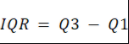 IQR = Q3 − Q1